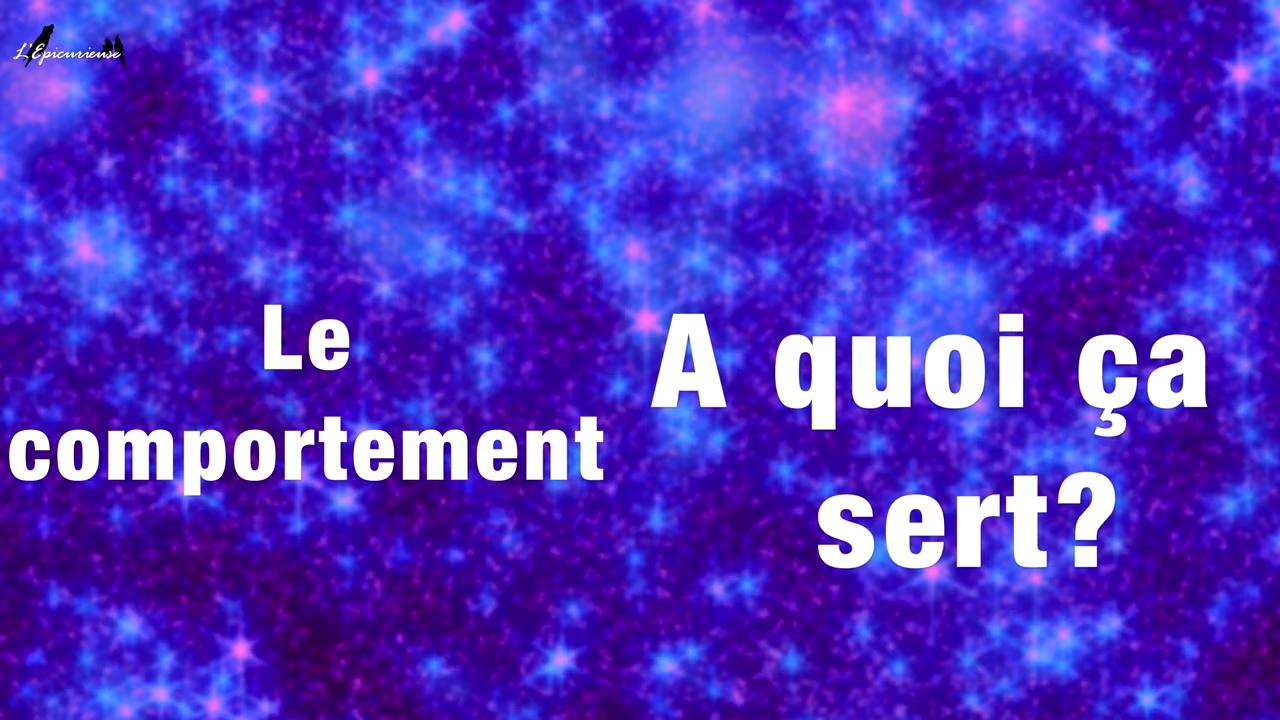 L'Epicurieuse
Le
comportement
A quoi ça
sert?